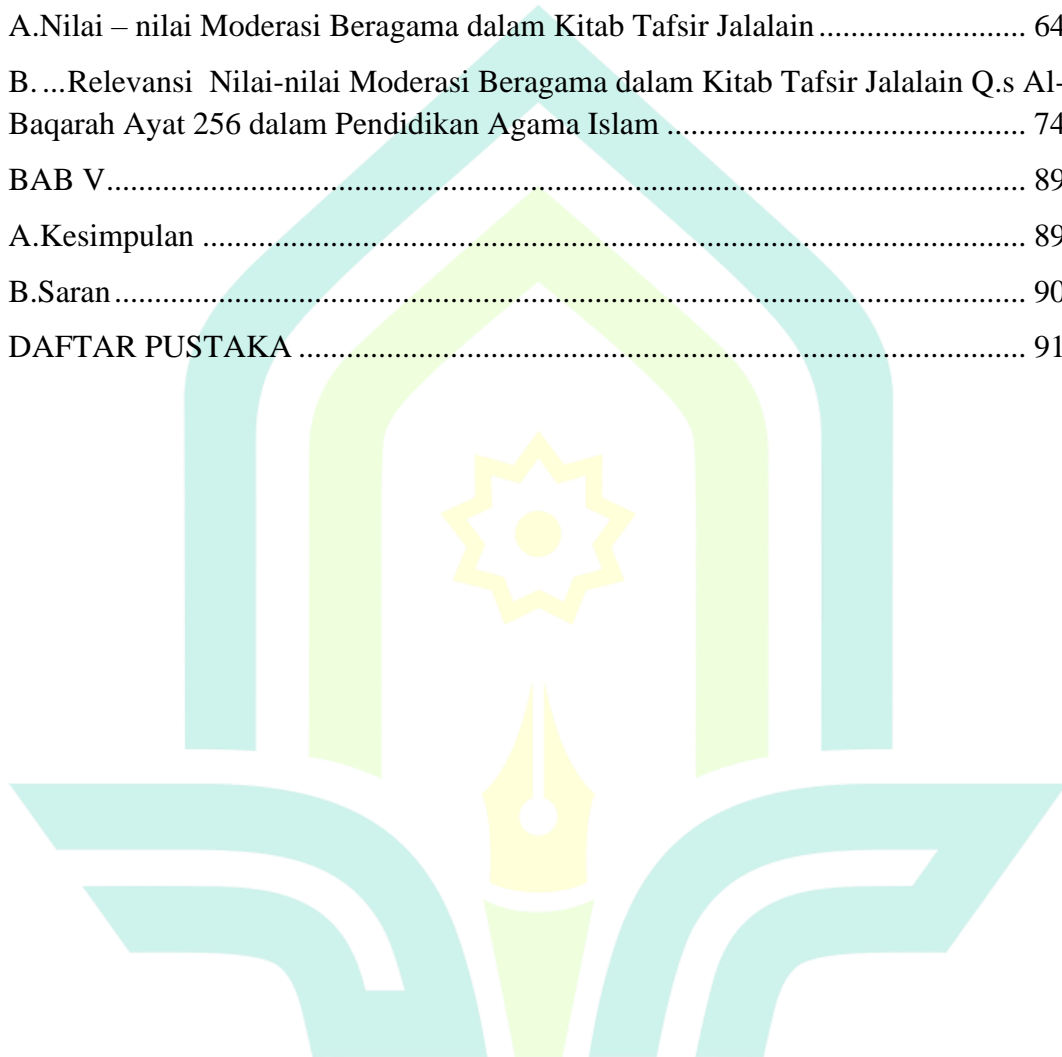 A.Nilai – nilai Moderasi Beragama dalam Kitab Tafsir Jalalain ............................. 64
B. ...Relevansi Nilai-nilai Moderasi Beragama dalam Kitab Tafsir Jalalain Q.s Al-
Baqarah Ayat 256 dalam Pendidikan Agama Islam .................................................. 74
BAB V.................................................................................................................... 89
A.Kesimpulan ......................................................................................................... 89
B.Saran ................................................................................................................... 90
DAFTAR PUSTAKA ............................................................................................. 91